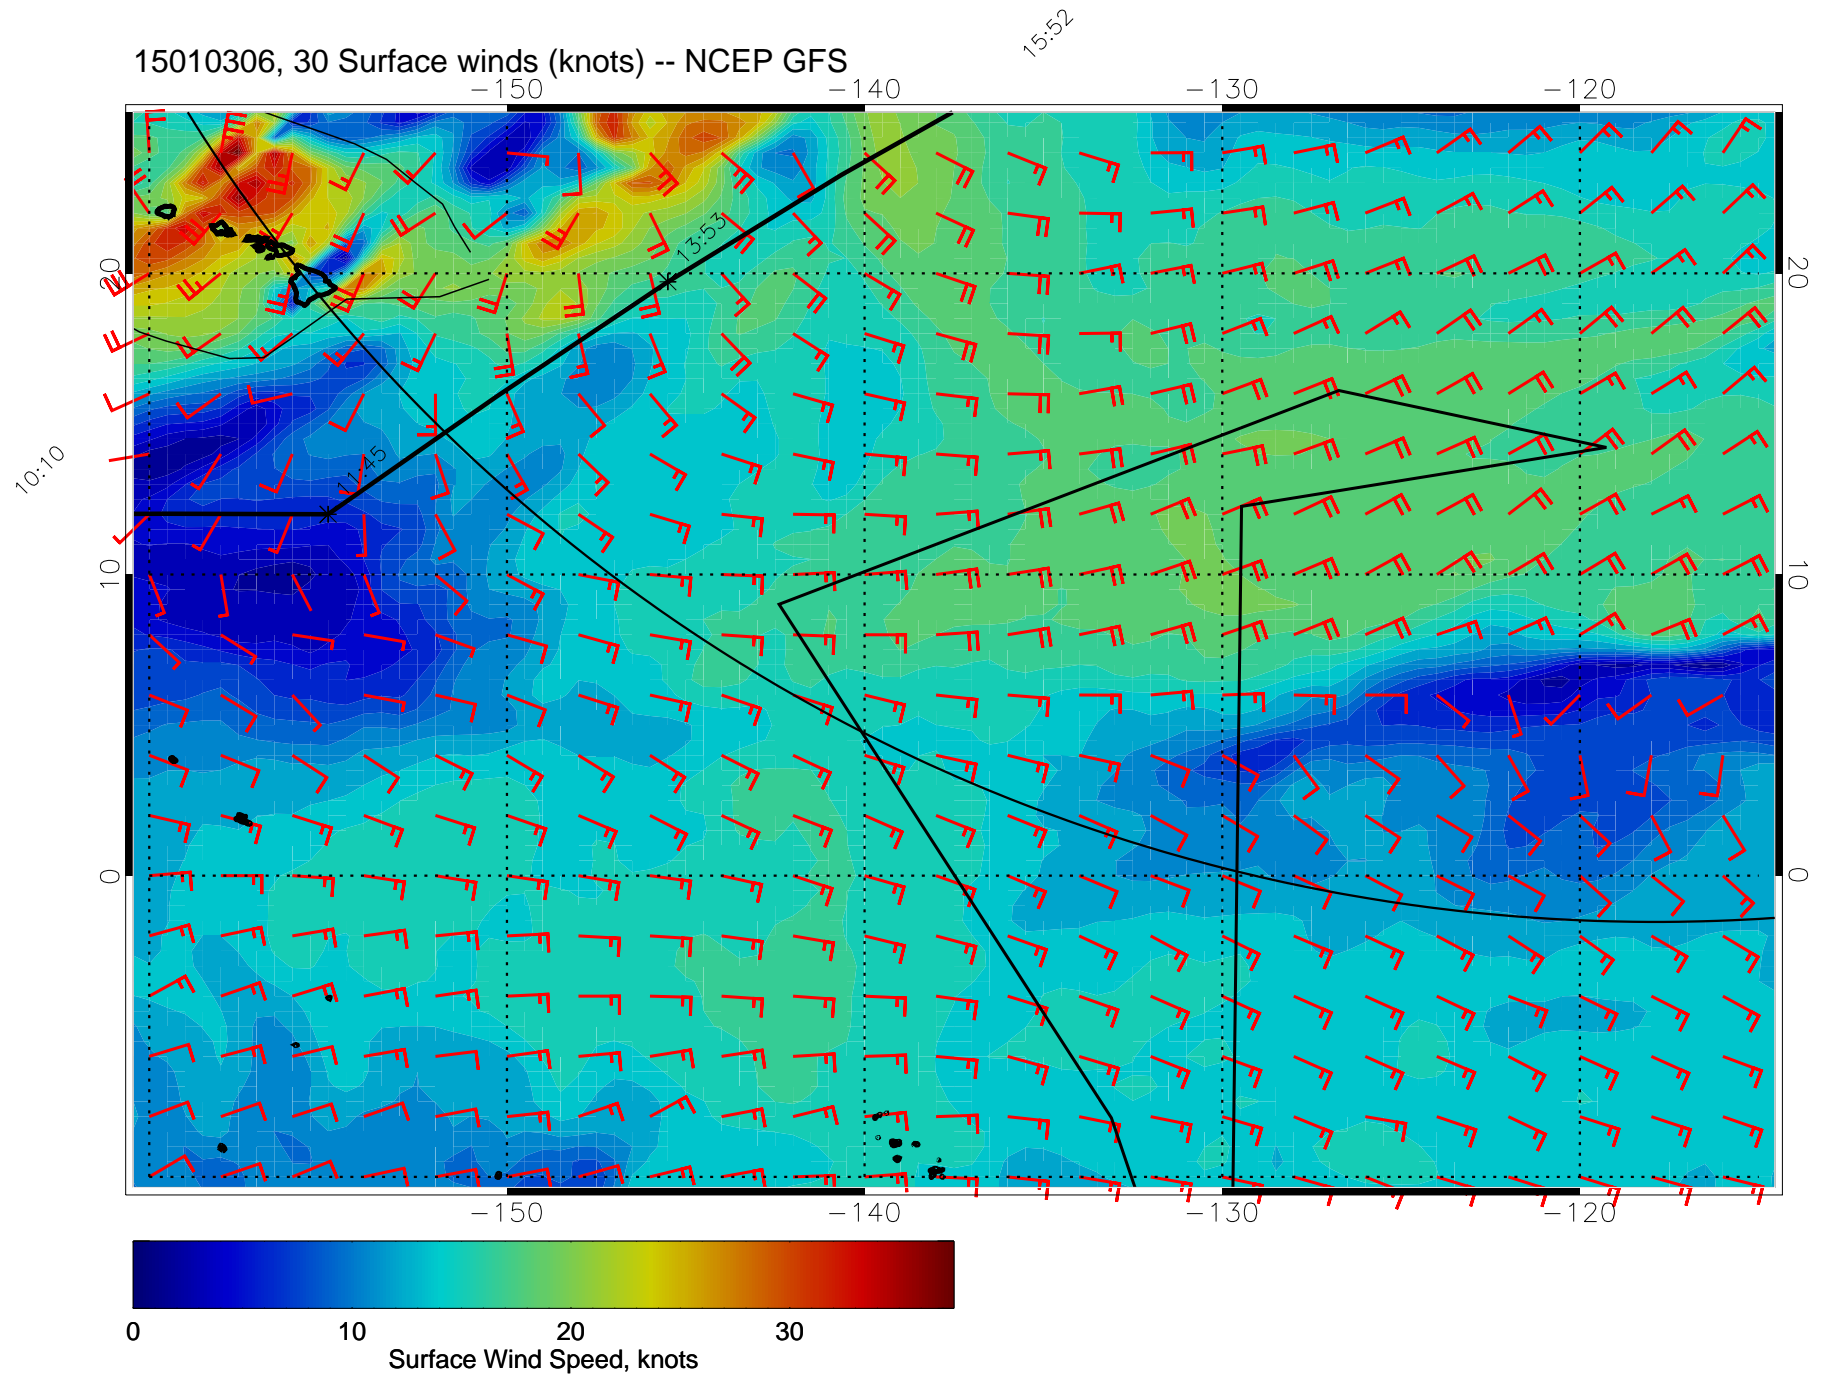 15:52
15010306, 30 Surface winds (knots) -- NCEP GFS
-150 -140 -130 -120
13:53
20 20
10:10
11:45
10 10
0 0
-150 -140 -130 -120
0 10 20 30
Surface Wind Speed, knots